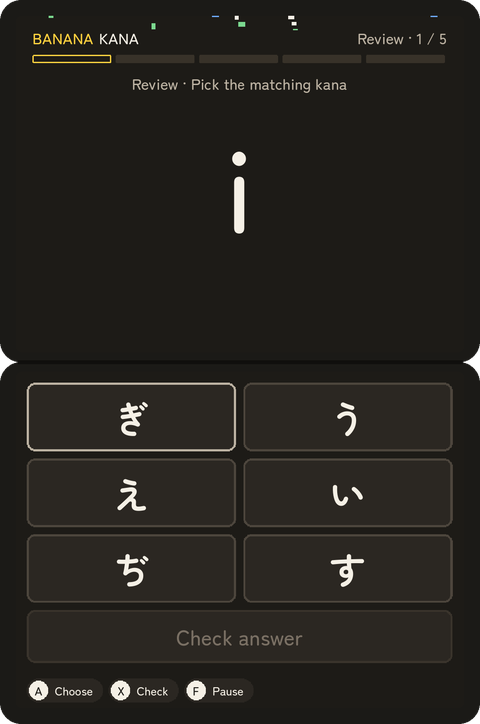 BANANA KANA Review · 1 / 5
Review · Pick the matching kana
i
ぎ う
え い
ぢ す
Check answer
A Choose X Check F Pause